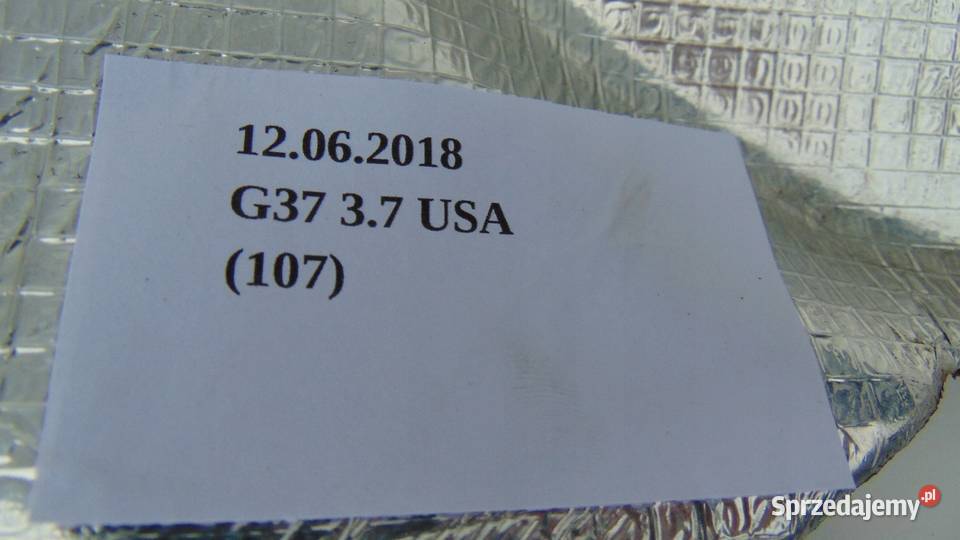 12.06.2018
G37 3.7 USA
(107)
Sprzedajemy.pl